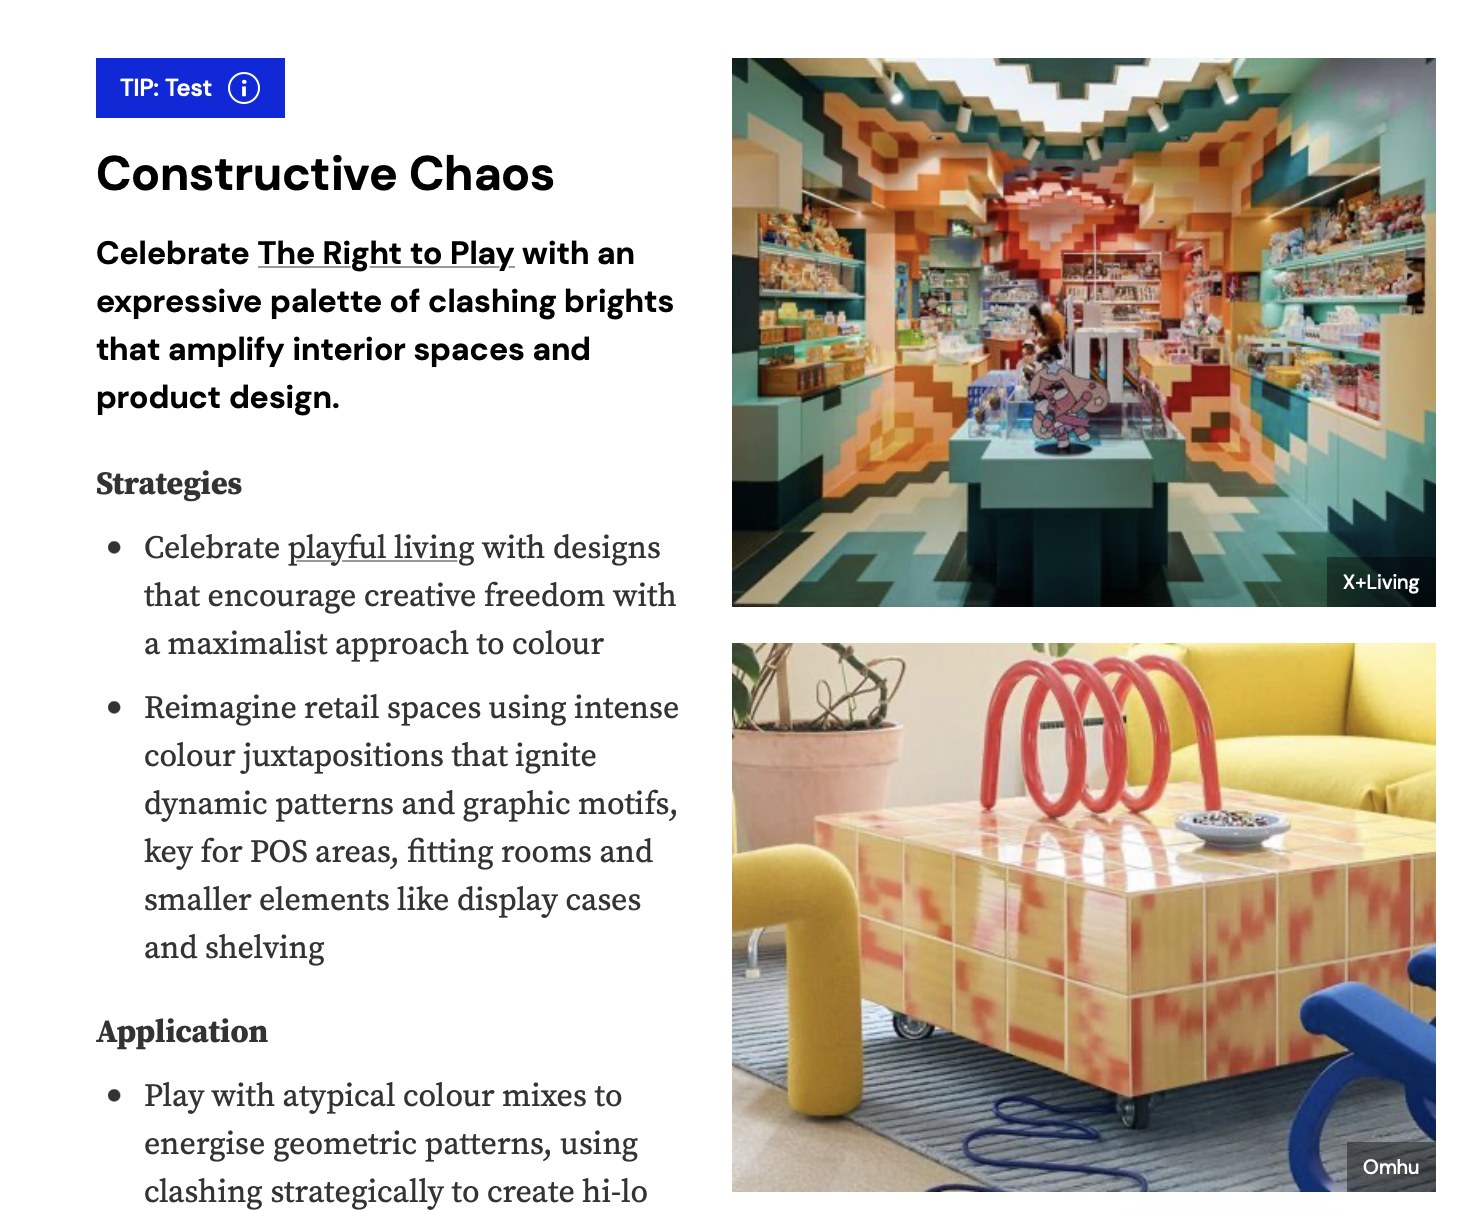 TIP: Test
Constructive Chaos
Celebrate The Right to Play with an
expressive palette of clashing brights
that amplify interior spaces and
product design.
Strategies
Celebrate playful living with designs
that encourage creative freedom with
a maximalist approach to colour
Reimagine retail spaces using intense
colour juxtapositions that ignite
dynamic patterns and graphic motifs,
key for POS areas, fitting rooms and
smaller elements like display cases
and shelving
Application
Play with atypical colour mixes to
energise geometric patterns, using
clashing strategically to create hi-lo
X+Living
Omhu